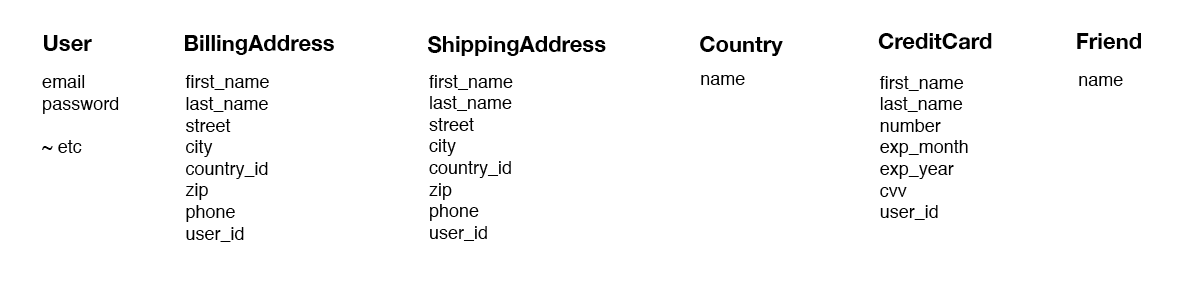 User
email
password
~ etc
BillingAddress
first_name
last_name
street
city
country_id
zip
phone
user_id
ShippingAddress
first_name
last_name
street
city
country_id
zip
phone
user_id
Country
name
CreditCard
first_name
last_name
number
exp_month
exp_year
cvv
user_id
Friend
name